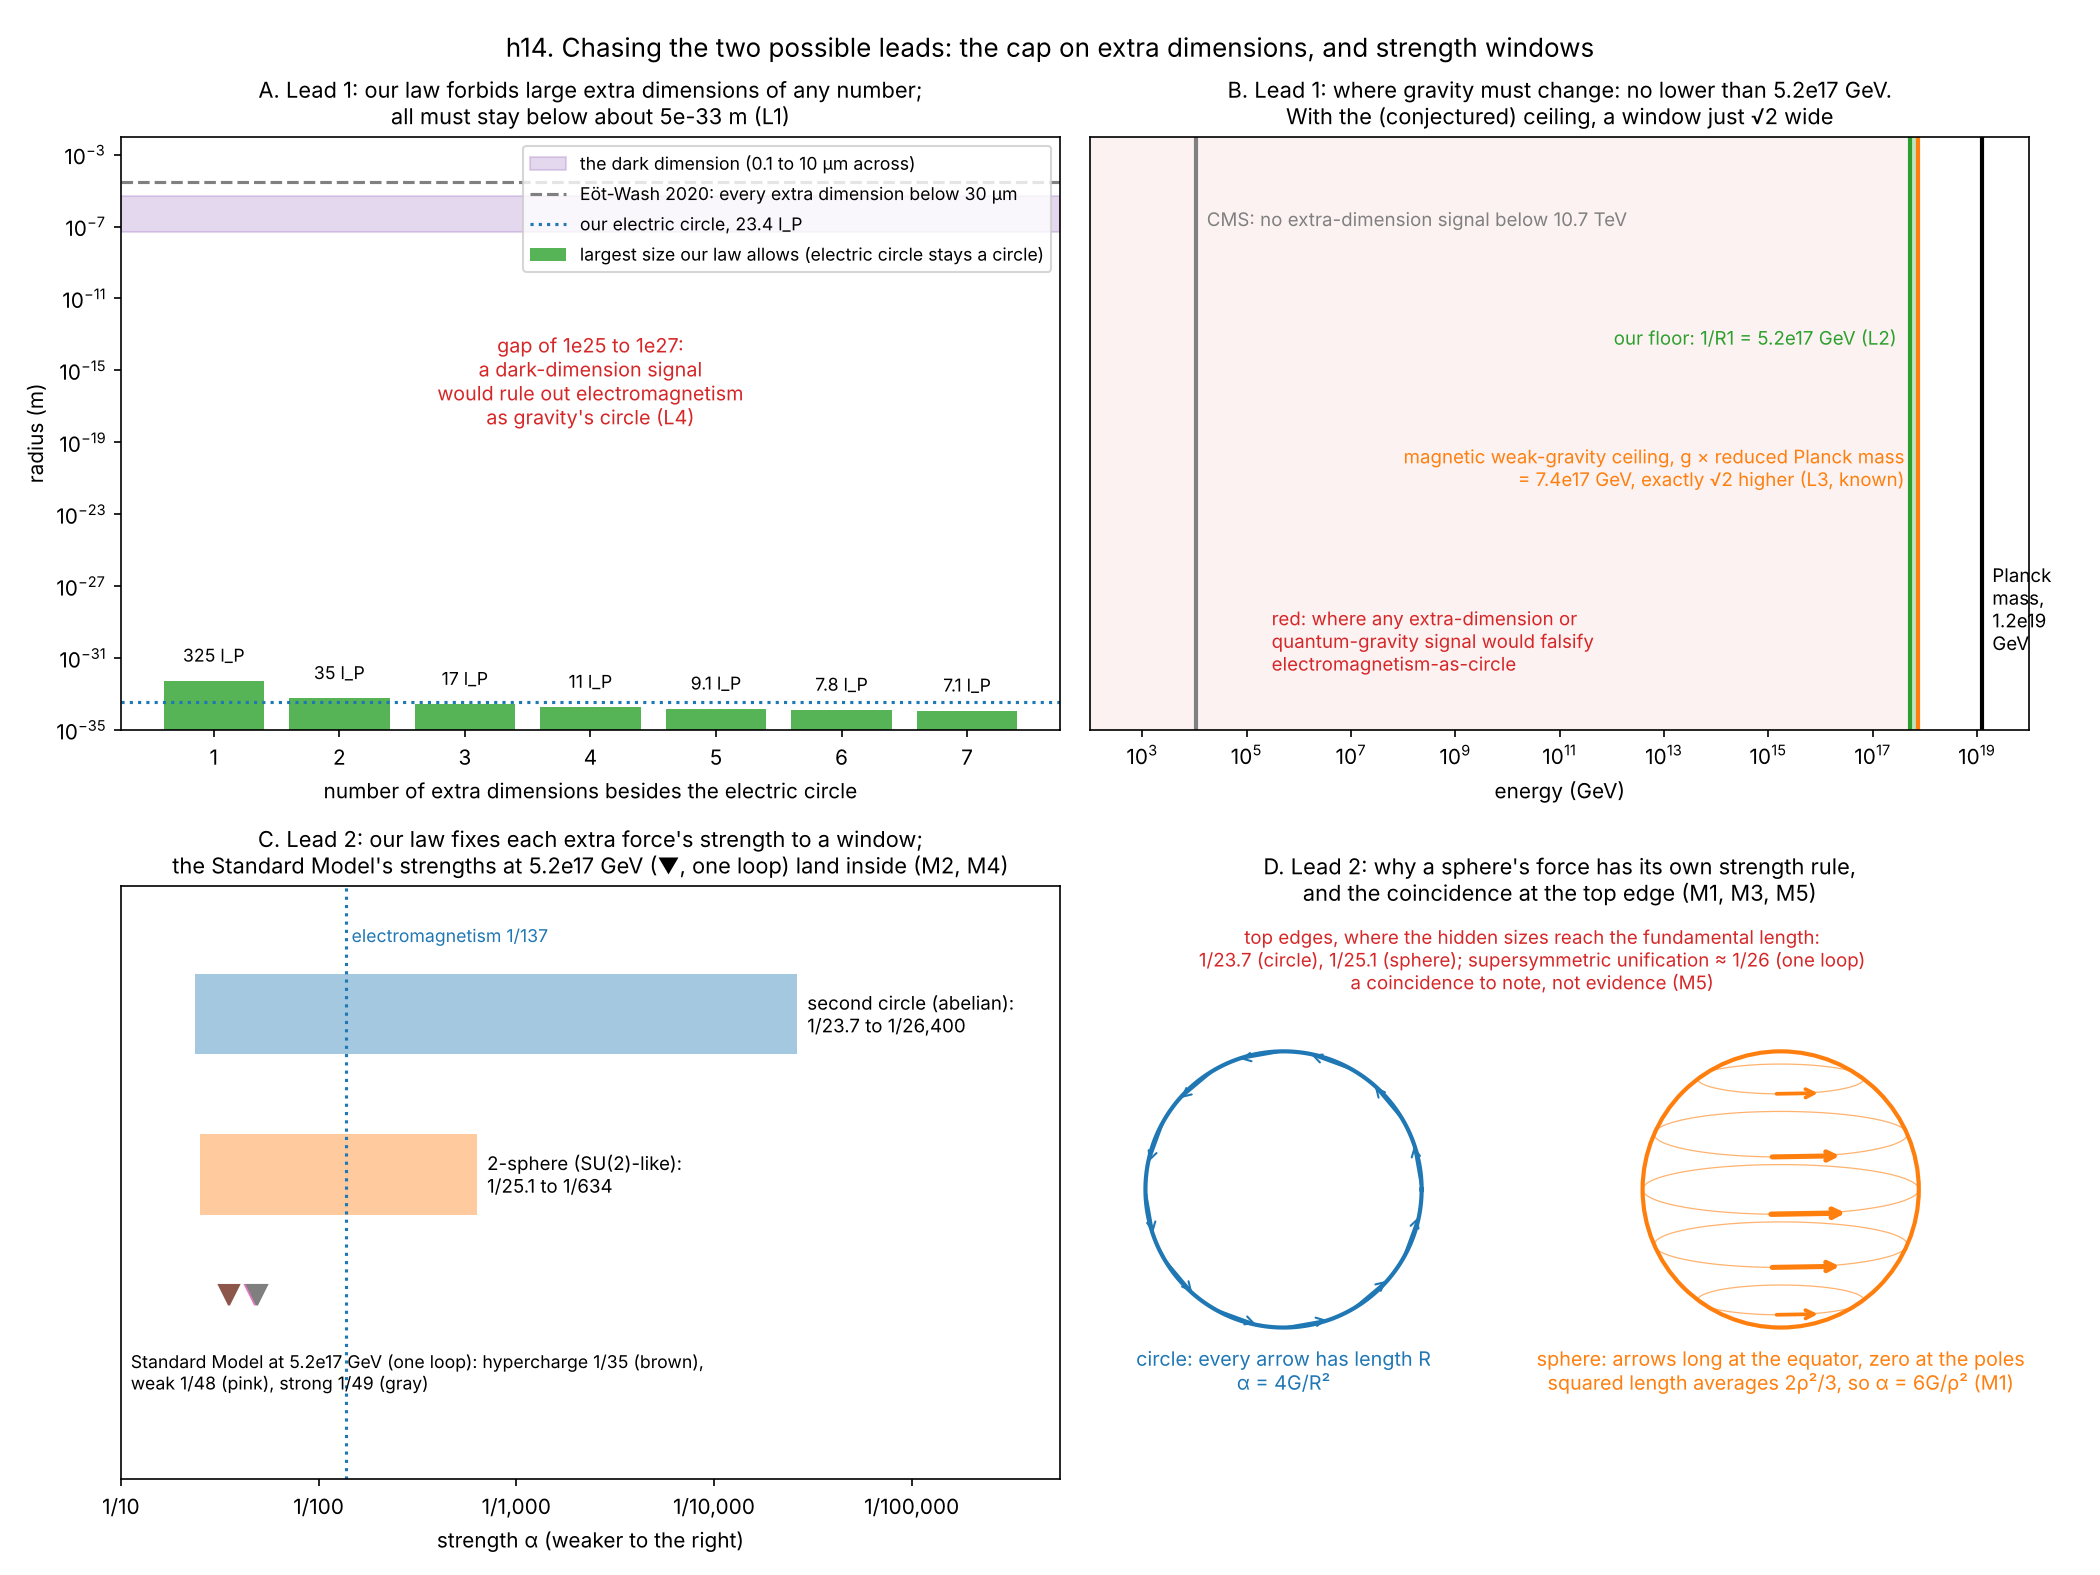 h14. Chasing the two possible leads: the cap on extra dimensions, and strength windows
A. Lead 1: our law forbids large extra dimensions of any number;
all must stay below about 5e-33 m (L1)
the dark dimension (0.1 to 10 µm across)
Eöt-Wash 2020: every extra dimension below 30 µm
our electric circle, 23.4 l_P
largest size our law allows (electric circle stays a circle)
gap of 1e25 to 1e27:
a dark-dimension signal
would rule out electromagnetism
as gravity's circle (L4)
325 l_P
35 l_P
17 l_P
11 l_P
9.1 l_P
7.8 l_P
7.1 l_P
10⁻³
10⁻⁷
10⁻¹¹
10⁻¹⁵
10⁻¹⁹
10⁻²³
10⁻²⁷
10⁻³¹
10⁻³⁵
radius (m)
1 2 3 4 5 6 7
number of extra dimensions besides the electric circle
B. Lead 1: where gravity must change: no lower than 5.2e17 GeV.
With the (conjectured) ceiling, a window just √2 wide
CMS: no extra-dimension signal below 10.7 TeV
our floor: 1/R1 = 5.2e17 GeV (L2)
magnetic weak-gravity ceiling, g × reduced Planck mass
= 7.4e17 GeV, exactly √2 higher (L3, known)
Planck
mass,
1.2e19
GeV
red: where any extra-dimension or
quantum-gravity signal would falsify
electromagnetism-as-circle
10³ 10⁵ 10⁷ 10⁹ 10¹¹ 10¹³ 10¹⁵ 10¹⁷ 10¹⁹
energy (GeV)
C. Lead 2: our law fixes each extra force's strength to a window;
the Standard Model's strengths at 5.2e17 GeV (▼, one loop) land inside (M2, M4)
electromagnetism 1/137
second circle (abelian):
1/23.7 to 1/26,400
2-sphere (SU(2)-like):
1/25.1 to 1/634
Standard Model at 5.2e17 GeV (one loop): hypercharge 1/35 (brown),
weak 1/48 (pink), strong 1/49 (gray)
1/10 1/100 1/1,000 1/10,000 1/100,000
strength α (weaker to the right)
D. Lead 2: why a sphere's force has its own strength rule,
and the coincidence at the top edge (M1, M3, M5)
top edges, where the hidden sizes reach the fundamental length:
1/23.7 (circle), 1/25.1 (sphere); supersymmetric unification ≈ 1/26 (one loop)
a coincidence to note, not evidence (M5)
circle: every arrow has length R
α = 4G/R²
sphere: arrows long at the equator, zero at the poles
squared length averages 2ρ²/3, so α = 6G/ρ² (M1)